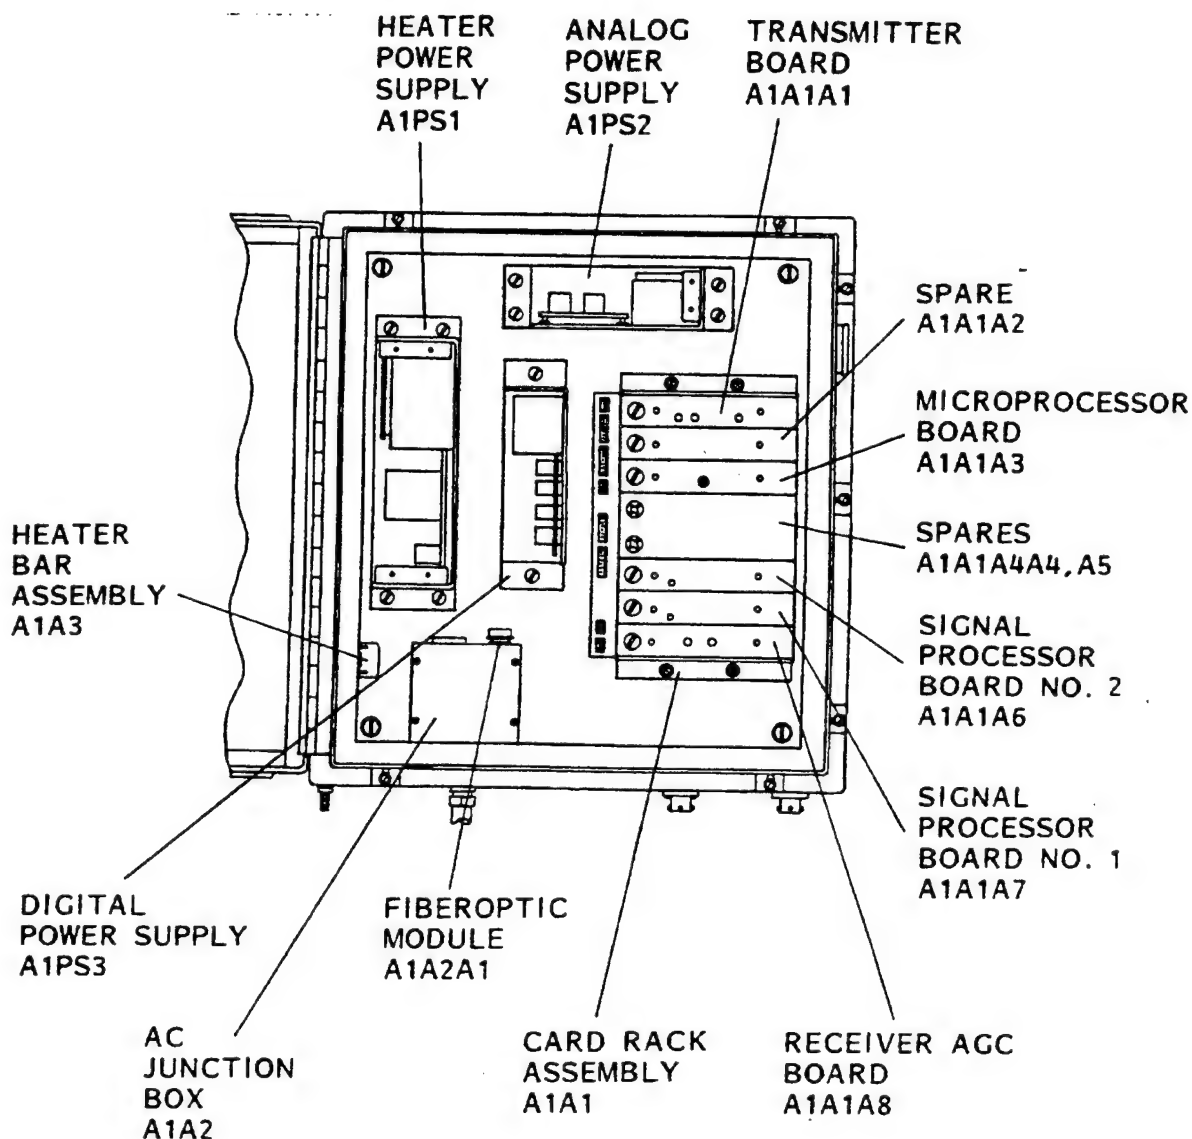 HEATER
POWER
SUPPLY
A1PS1
ANALOG
POWER
SUPPLY
A1PS2
TRANSMITTER
BOARD
A1A1A1
SPARE
A1A1A2
MICROPROCESSOR
BOARD
A1A1A3
SPARES
A1A1A4A4,A5
SIGNAL
PROCESSOR
BOARD NO. 2
A1A1A6
SIGNAL
PROCESSOR
BOARD NO. 1
A1A1A7
HEATER
BAR
ASSEMBLY
A1A3
DIGITAL
POWER SUPPLY
A1PS3
FIBEROPTIC
MODULE
A1A2A1
AC
JUNCTION
BOX
A1A2
CARD RACK
ASSEMBLY
A1A1
RECEIVER AGC
BOARD
A1A1A8